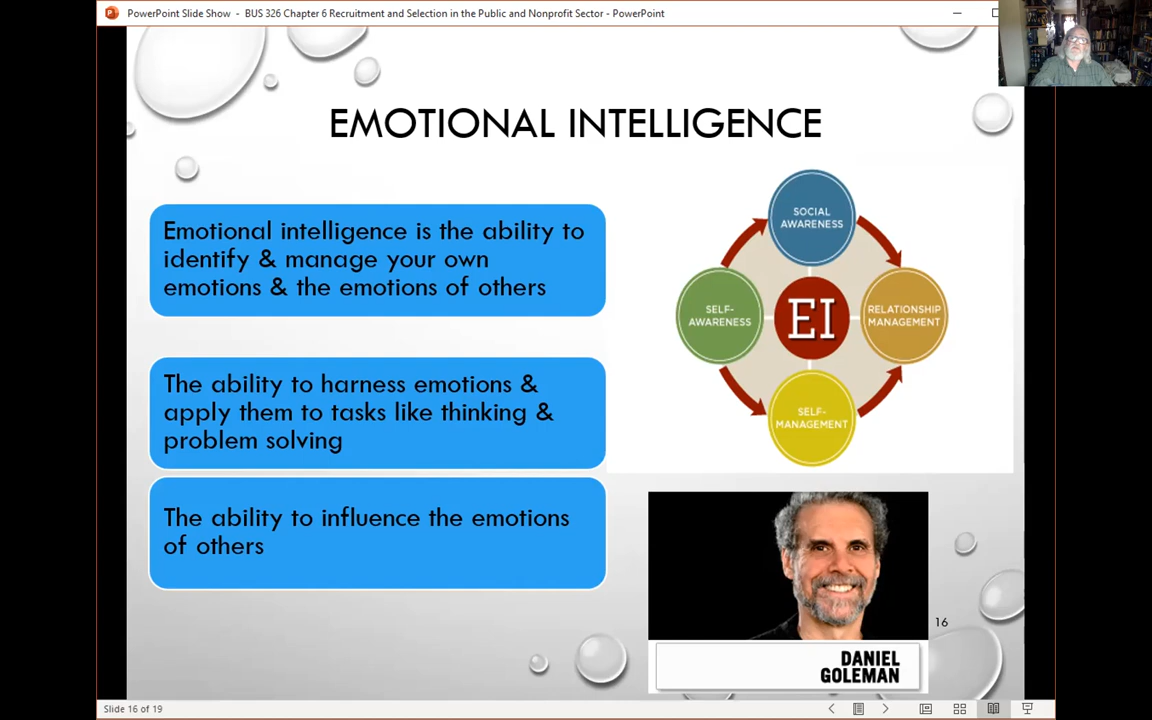 PowerPoint Slide Show - BUS 326 Chapter 6 Recruitment and Selection in the Public and Nonprofit Sector - PowerPoint
EMOTIONAL INTELLIGENCE
Emotional intelligence is the ability to
identify & manage your own
emotions & the emotions of others
The ability to harness emotions &
apply them to tasks like thinking &
problem solving
The ability to influence the emotions
of others
SOCIAL
AWARENESS
SELF-
AWARENESS
EI
RELATIONSHIP
MANAGEMENT
SELF-
MANAGEMENT
DANIEL
GOLEMAN
16
Slide 16 of 19